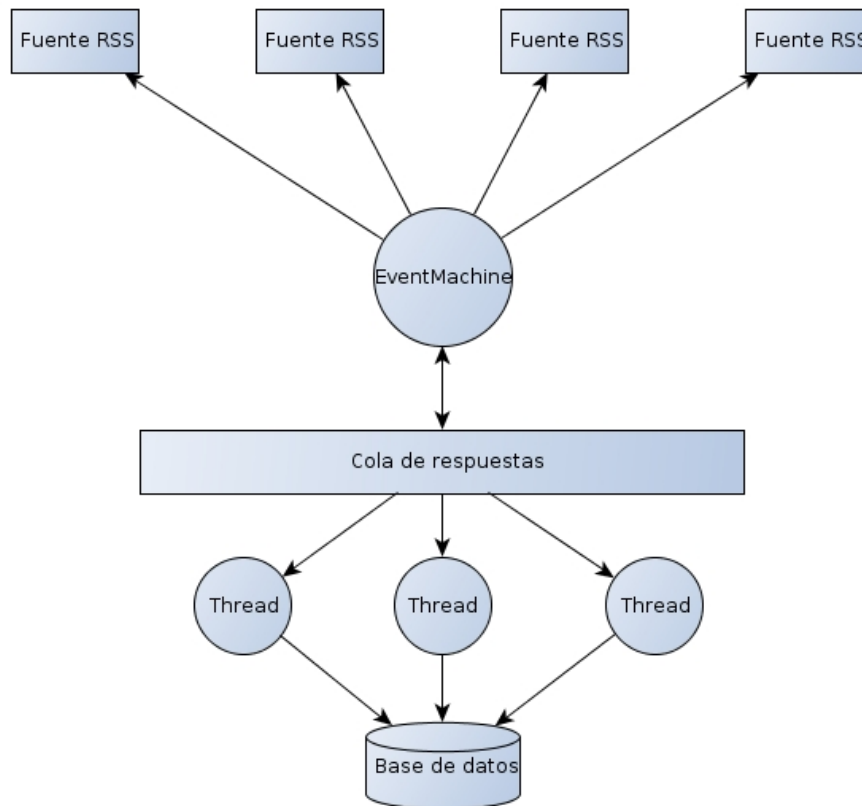 Fuente RSS
Fuente RSS
Fuente RSS
Fuente RSS
EventMachine
Cola de respuestas
Thread
Thread
Thread
Base de datos